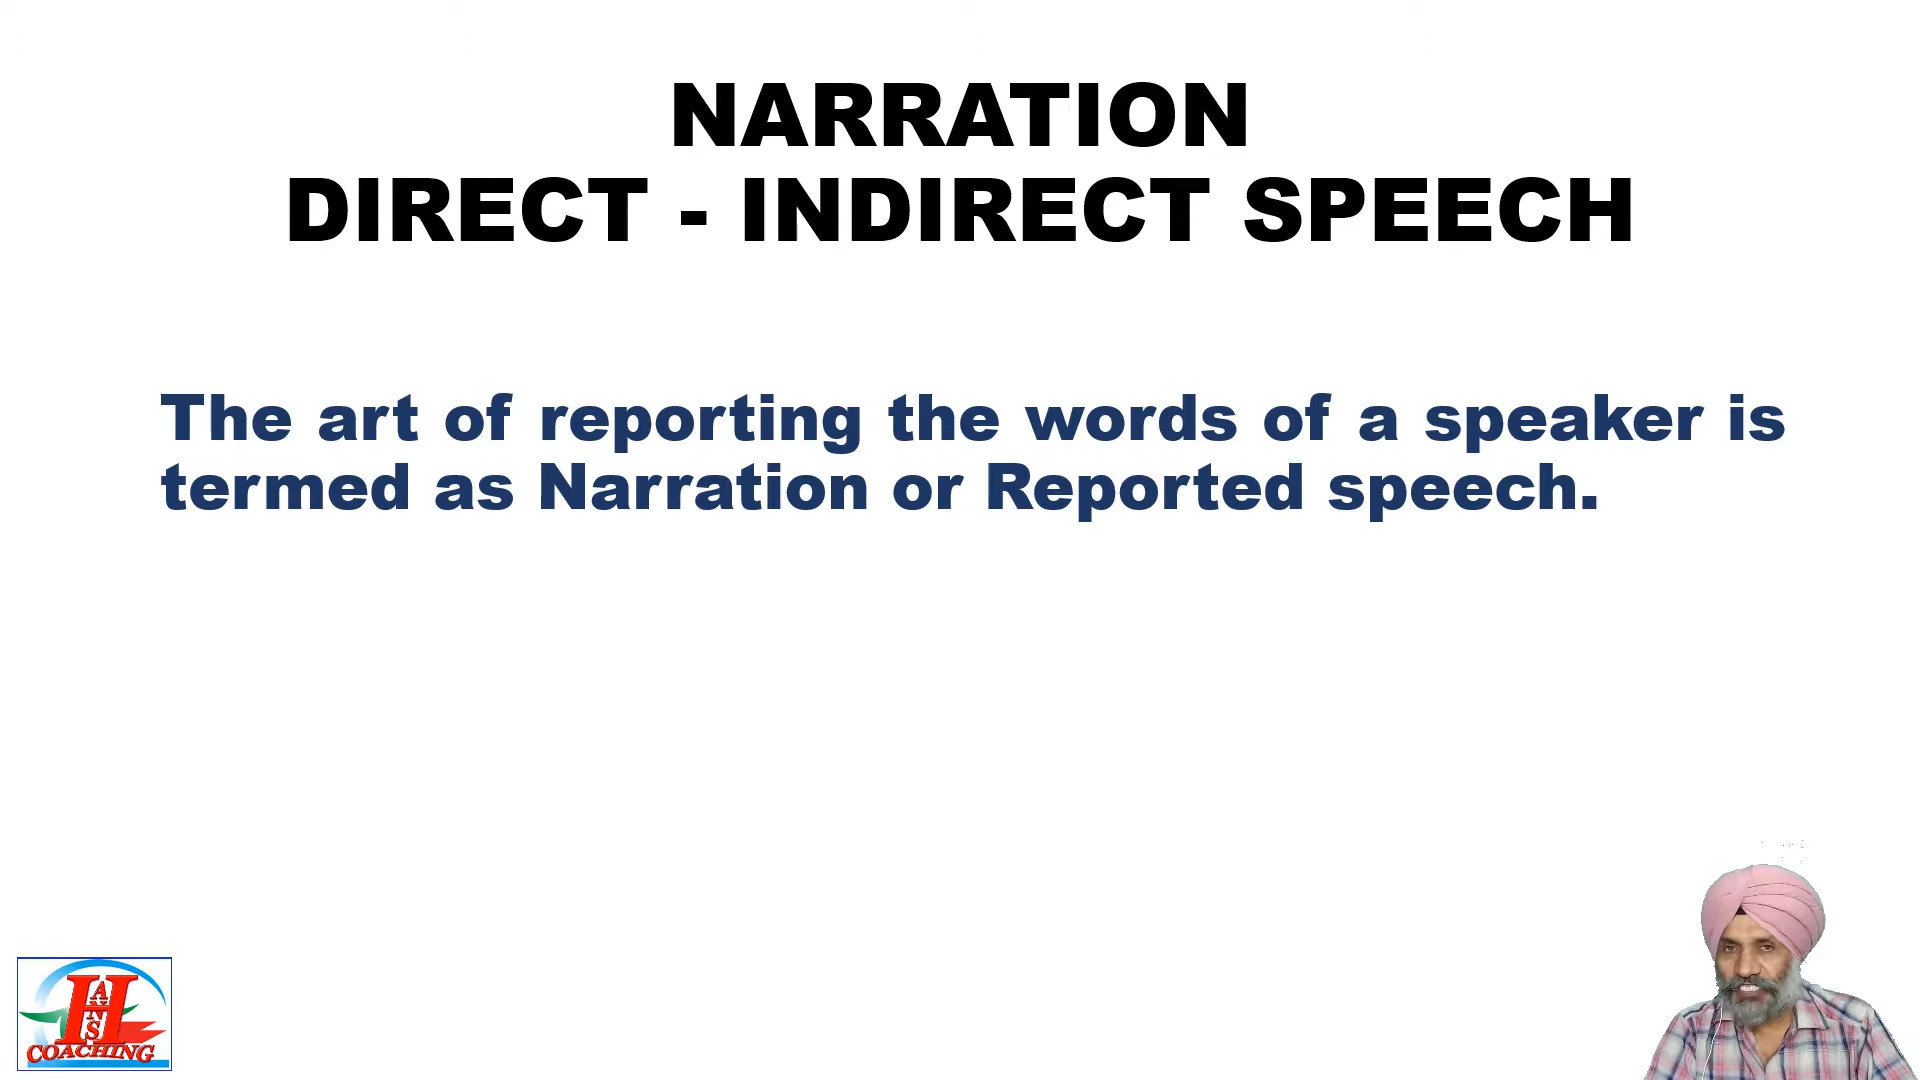 NARRATION
DIRECT - INDIRECT SPEECH
The art of reporting the words of a speaker is
termed as Narration or Reported speech.
HANS
COACHING